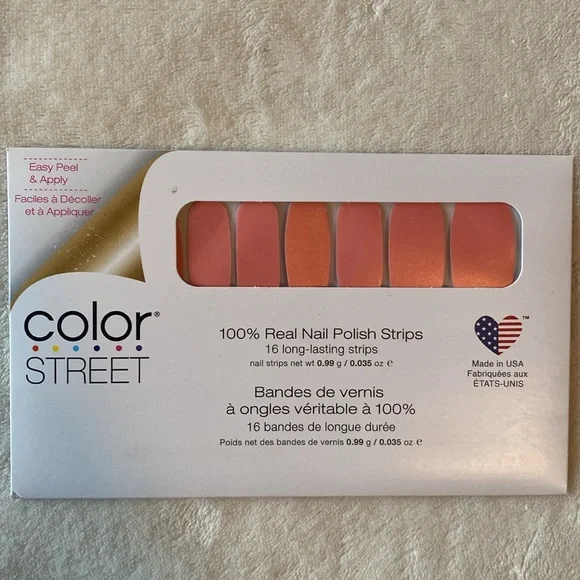 Easy Peel
& Apply
Faciles à Décoller
et à Appliquer
color®
STREET
100% Real Nail Polish Strips
16 long-lasting strips
nail strips net wt 0.99 g / 0.035 oz ℮
Bandes de vernis
à ongles véritable à 100%
16 bandes de longue durée
Poids net des bandes de vernis 0.99 g / 0.035 oz ℮
™
Made in USA
Fabriquées aux
ÉTATS-UNIS